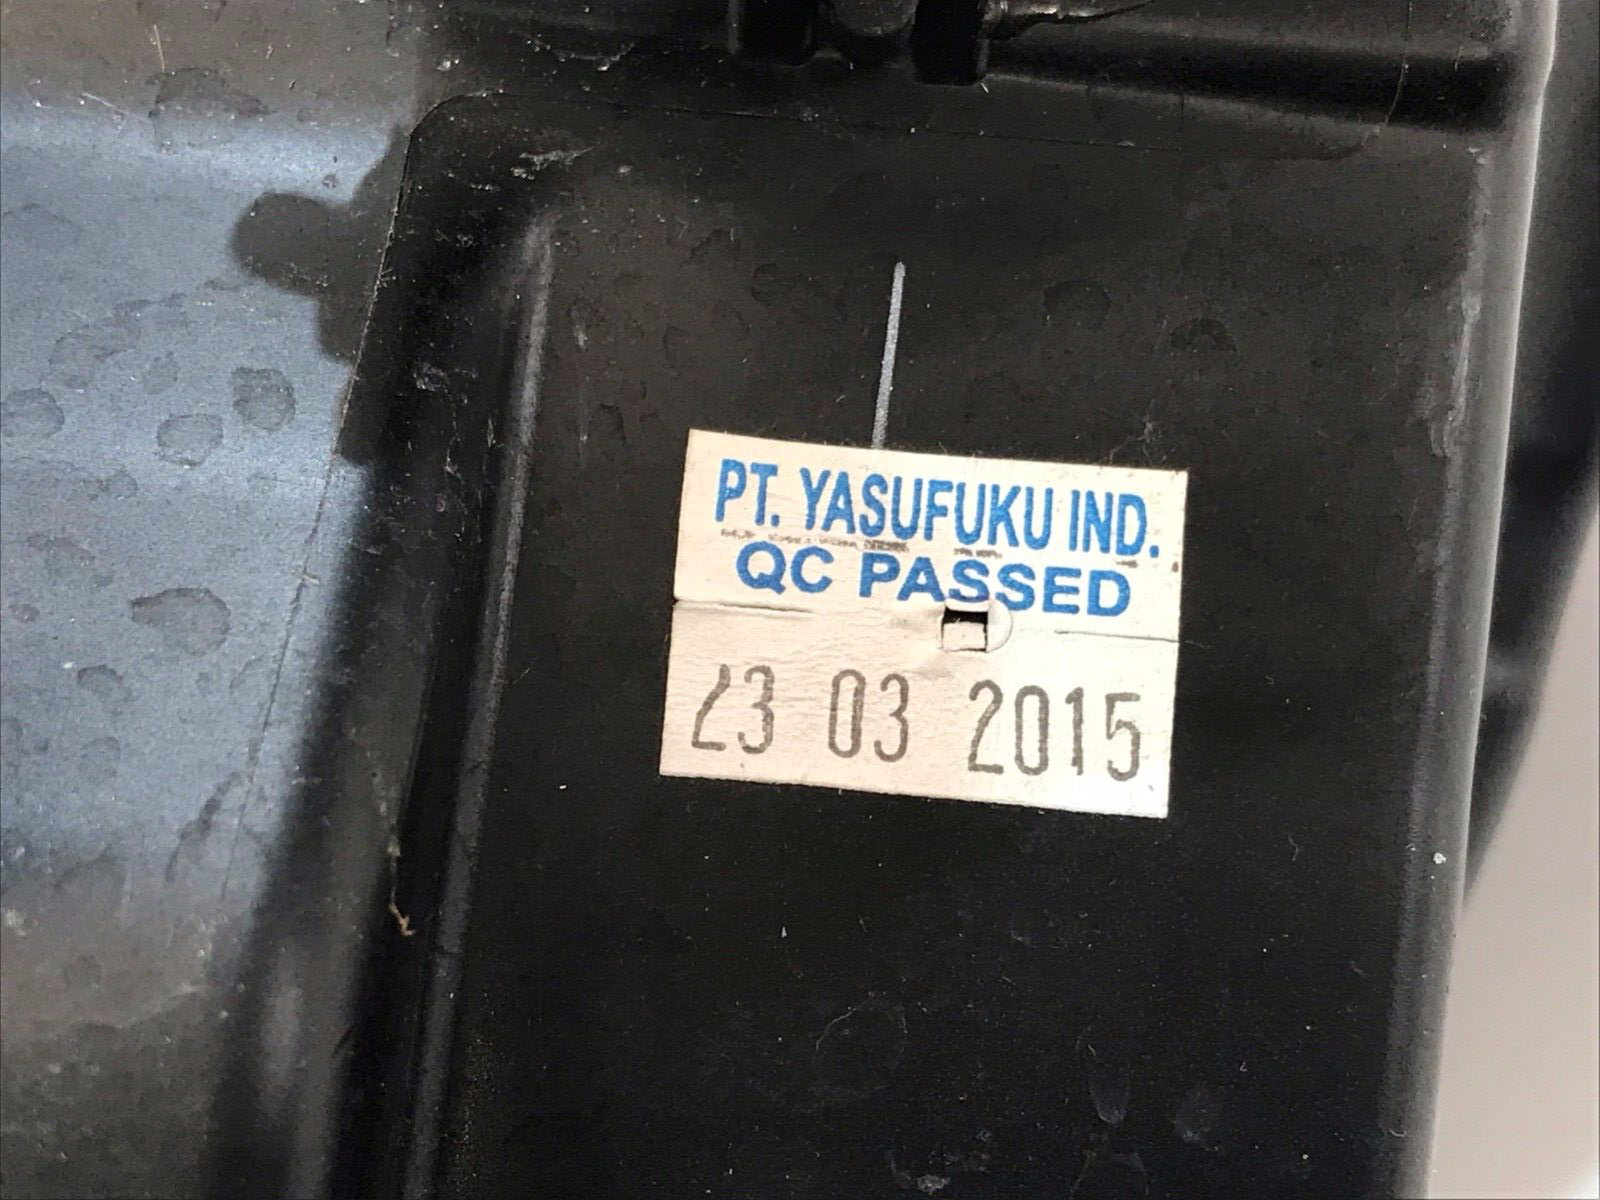 PT. YASUFUKU IND.
QC PASSED
23 03 2015